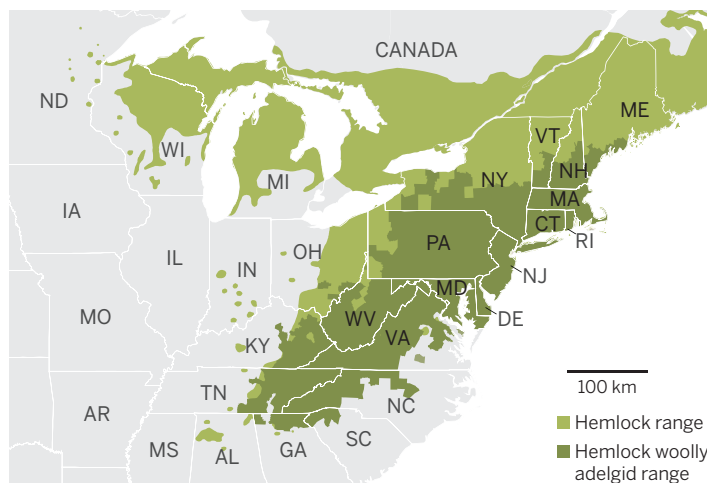 CANADA
ND
ME
VT
WI
NH
MI
NY
MA
IA
CT
RI
PA
OH
IL
IN
NJ
MD
MO
WV
DE
VA
KY
100 km
TN
NC
AR
Hemlock range
SC
MS
GA
AL
Hemlock woolly
adelgid range